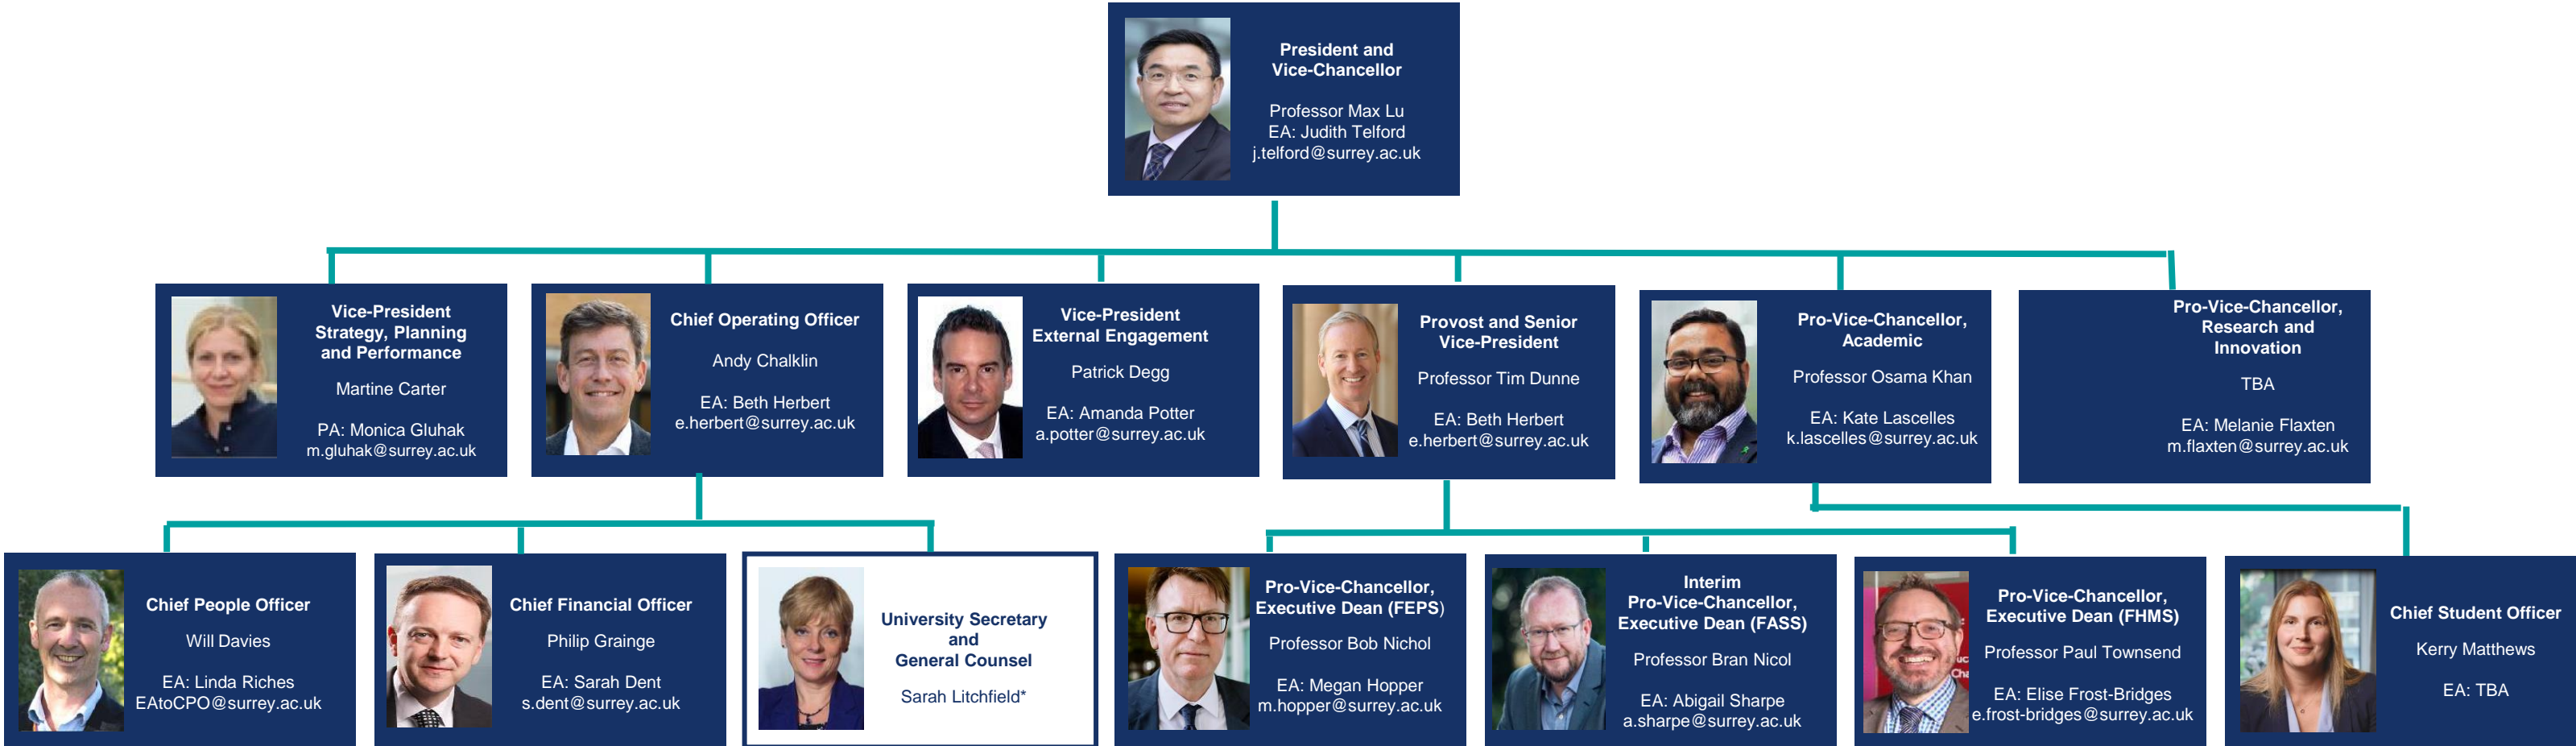 President and
Vice-Chancellor
Professor Max Lu
EA: Judith Telford
j.telford@surrey.ac.uk
Vice-President
Strategy, Planning
and Performance
Martine Carter
PA: Monica Gluhak
m.gluhak@surrey.ac.uk
Chief Operating Officer
Andy Chalklin
EA: Beth Herbert
e.herbert@surrey.ac.uk
Vice-President
External Engagement
Patrick Degg
EA: Amanda Potter
a.potter@surrey.ac.uk
Provost and Senior
Vice-President
Professor Tim Dunne
EA: Beth Herbert
e.herbert@surrey.ac.uk
Pro-Vice-Chancellor,
Academic
Professor Osama Khan
EA: Kate Lascelles
k.lascelles@surrey.ac.uk
Pro-Vice-Chancellor,
Research and
Innovation
TBA
EA: Melanie Flaxten
m.flaxten@surrey.ac.uk
Chief People Officer
Will Davies
EA: Linda Riches
EAtoCPO@surrey.ac.uk
Chief Financial Officer
Philip Grainge
EA: Sarah Dent
s.dent@surrey.ac.uk
University Secretary
and
General Counsel
Sarah Litchfield*
Pro-Vice-Chancellor,
Executive Dean (FEPS)
Professor Bob Nichol
EA: Megan Hopper
m.hopper@surrey.ac.uk
Interim
Pro-Vice-Chancellor,
Executive Dean (FASS)
Professor Bran Nicol
EA: Abigail Sharpe
a.sharpe@surrey.ac.uk
Pro-Vice-Chancellor,
Executive Dean (FHMS)
Professor Paul Townsend
EA: Elise Frost-Bridges
e.frost-bridges@surrey.ac.uk
Chief Student Officer
Kerry Matthews
EA: TBA